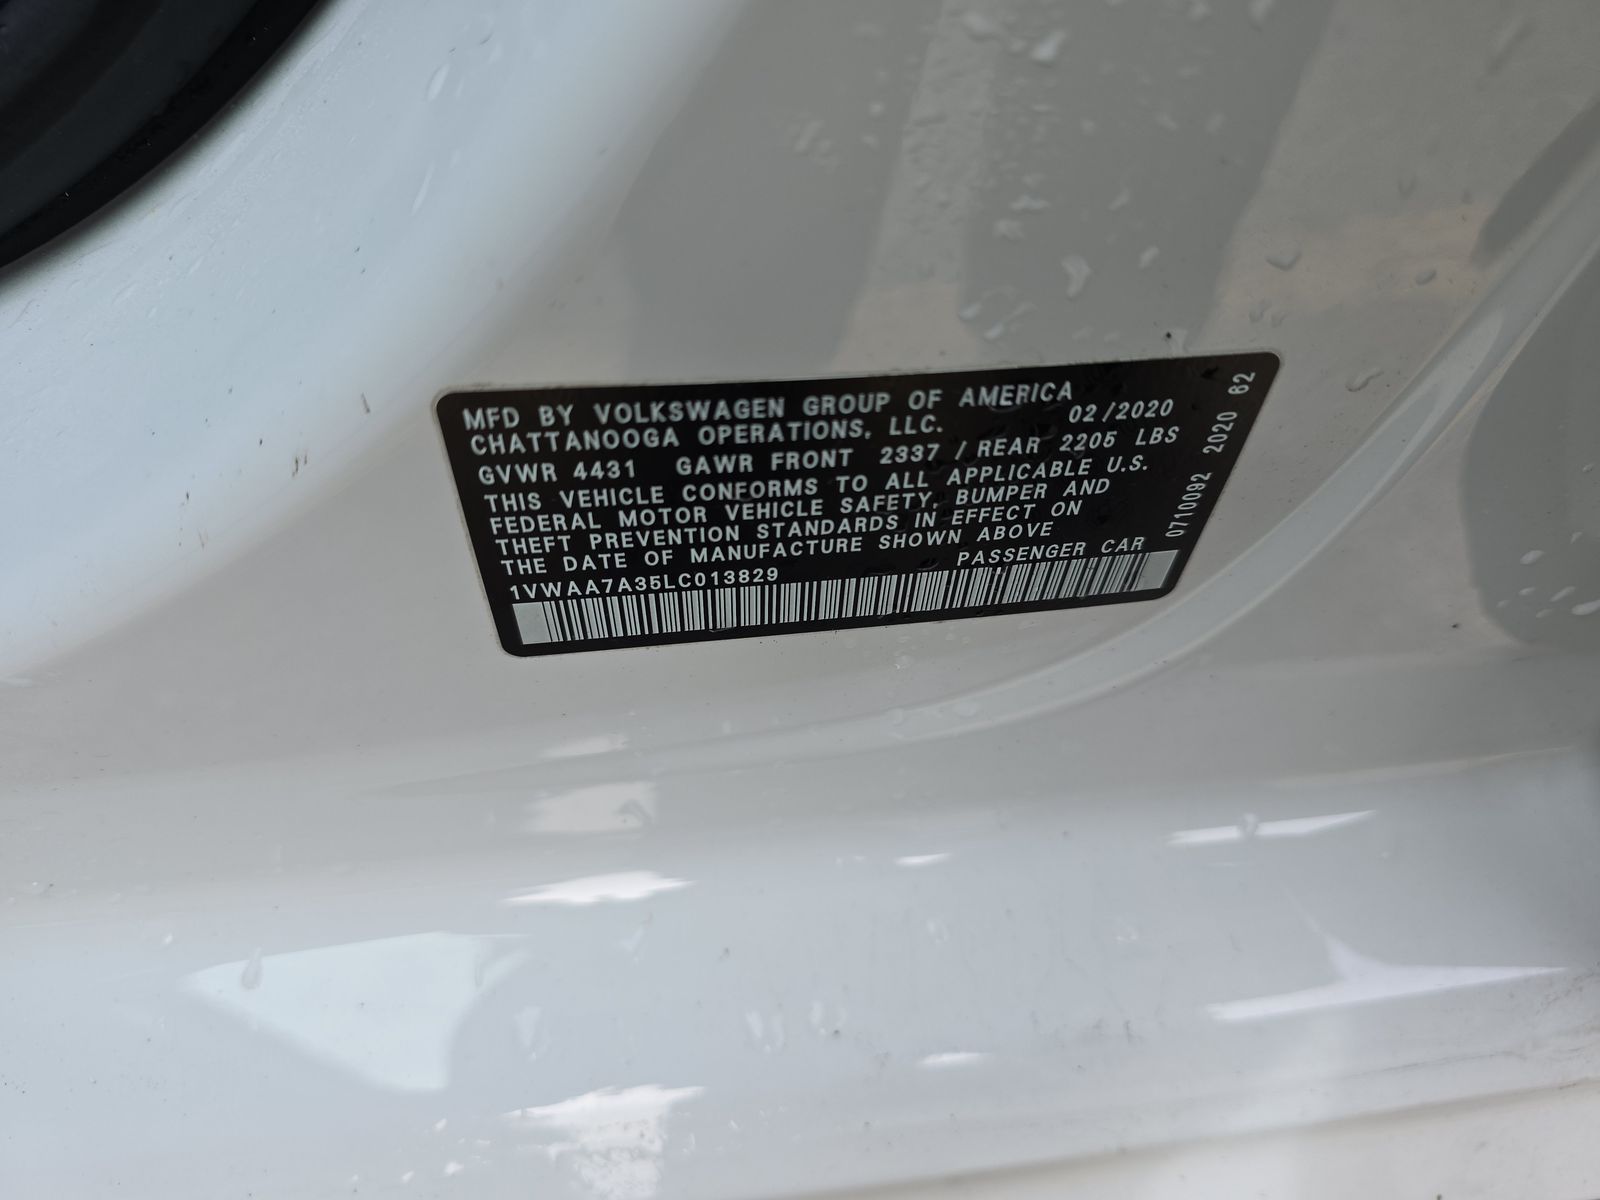 MFD BY VOLKSWAGEN GROUP OF AMERICA
CHATTANOOGA OPERATIONS, LLC. 02/2020
GVWR 4431 GAWR FRONT 2337 / REAR 2205 LBS
THIS VEHICLE CONFORMS TO ALL APPLICABLE U.S.
FEDERAL MOTOR VEHICLE SAFETY, BUMPER AND
THEFT PREVENTION STANDARDS IN EFFECT ON
THE DATE OF MANUFACTURE SHOWN ABOVE
1VWAA7A35LC013829 PASSENGER CAR
0710092 2020 62